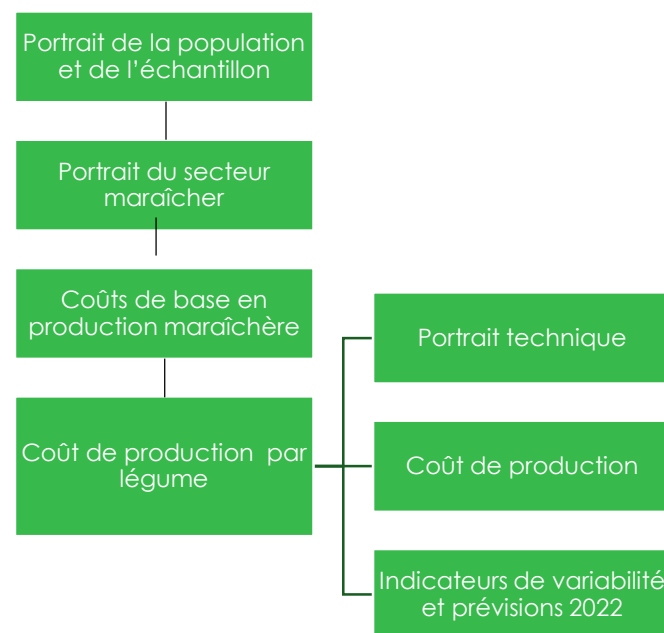 Portrait de la population
et de l'échantillon
Portrait du secteur
maraîcher
Coûts de base en
production maraîchère
Coût de production par
légume
Portrait technique
Coût de production
Indicateurs de variabilité
et prévisions 2022